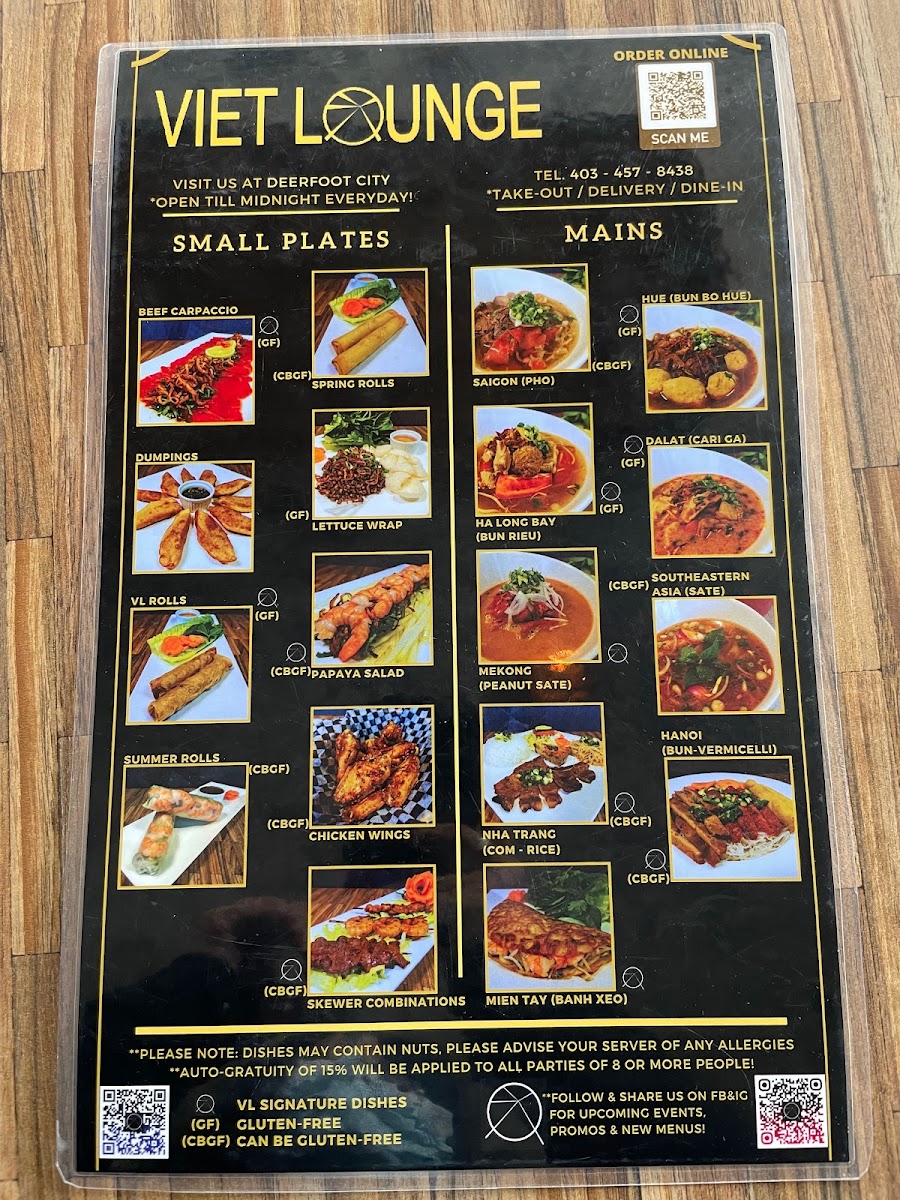 ORDER ONLINE
VIET LOUNGE
SCAN ME
VISIT US AT DEERFOOT CITY
*OPEN TILL MIDNIGHT EVERYDAY!
TEL. 403 - 457 - 8438
*TAKE-OUT / DELIVERY / DINE-IN
SMALL PLATES
BEEF CARPACCIO
(GF)
(CBGF)
SPRING ROLLS
DUMPINGS
(GF)
LETTUCE WRAP
VL ROLLS
(GF)
(CBGF)
PAPAYA SALAD
SUMMER ROLLS
(CBGF)
(CBGF)
CHICKEN WINGS
(CBGF)
SKEWER COMBINATIONS
MAINS
SAIGON (PHO)
(CBGF)
HUE (BUN BO HUE)
(GF)
HA LONG BAY
(BUN RIEU)
(GF)
DALAT (CARI GA)
(GF)
MEKONG
(PEANUT SATE)
(CBGF)
SOUTHEASTERN
ASIA (SATE)
NHA TRANG
(COM - RICE)
(CBGF)
HANOI
(BUN-VERMICELLI)
(CBGF)
MIEN TAY (BANH XEO)
**PLEASE NOTE: DISHES MAY CONTAIN NUTS, PLEASE ADVISE YOUR SERVER OF ANY ALLERGIES
**AUTO-GRATUITY OF 15% WILL BE APPLIED TO ALL PARTIES OF 8 OR MORE PEOPLE!
VL SIGNATURE DISHES
(GF) GLUTEN-FREE
(CBGF) CAN BE GLUTEN-FREE
**FOLLOW & SHARE US ON FB&IG
FOR UPCOMING EVENTS,
PROMOS & NEW MENUS!